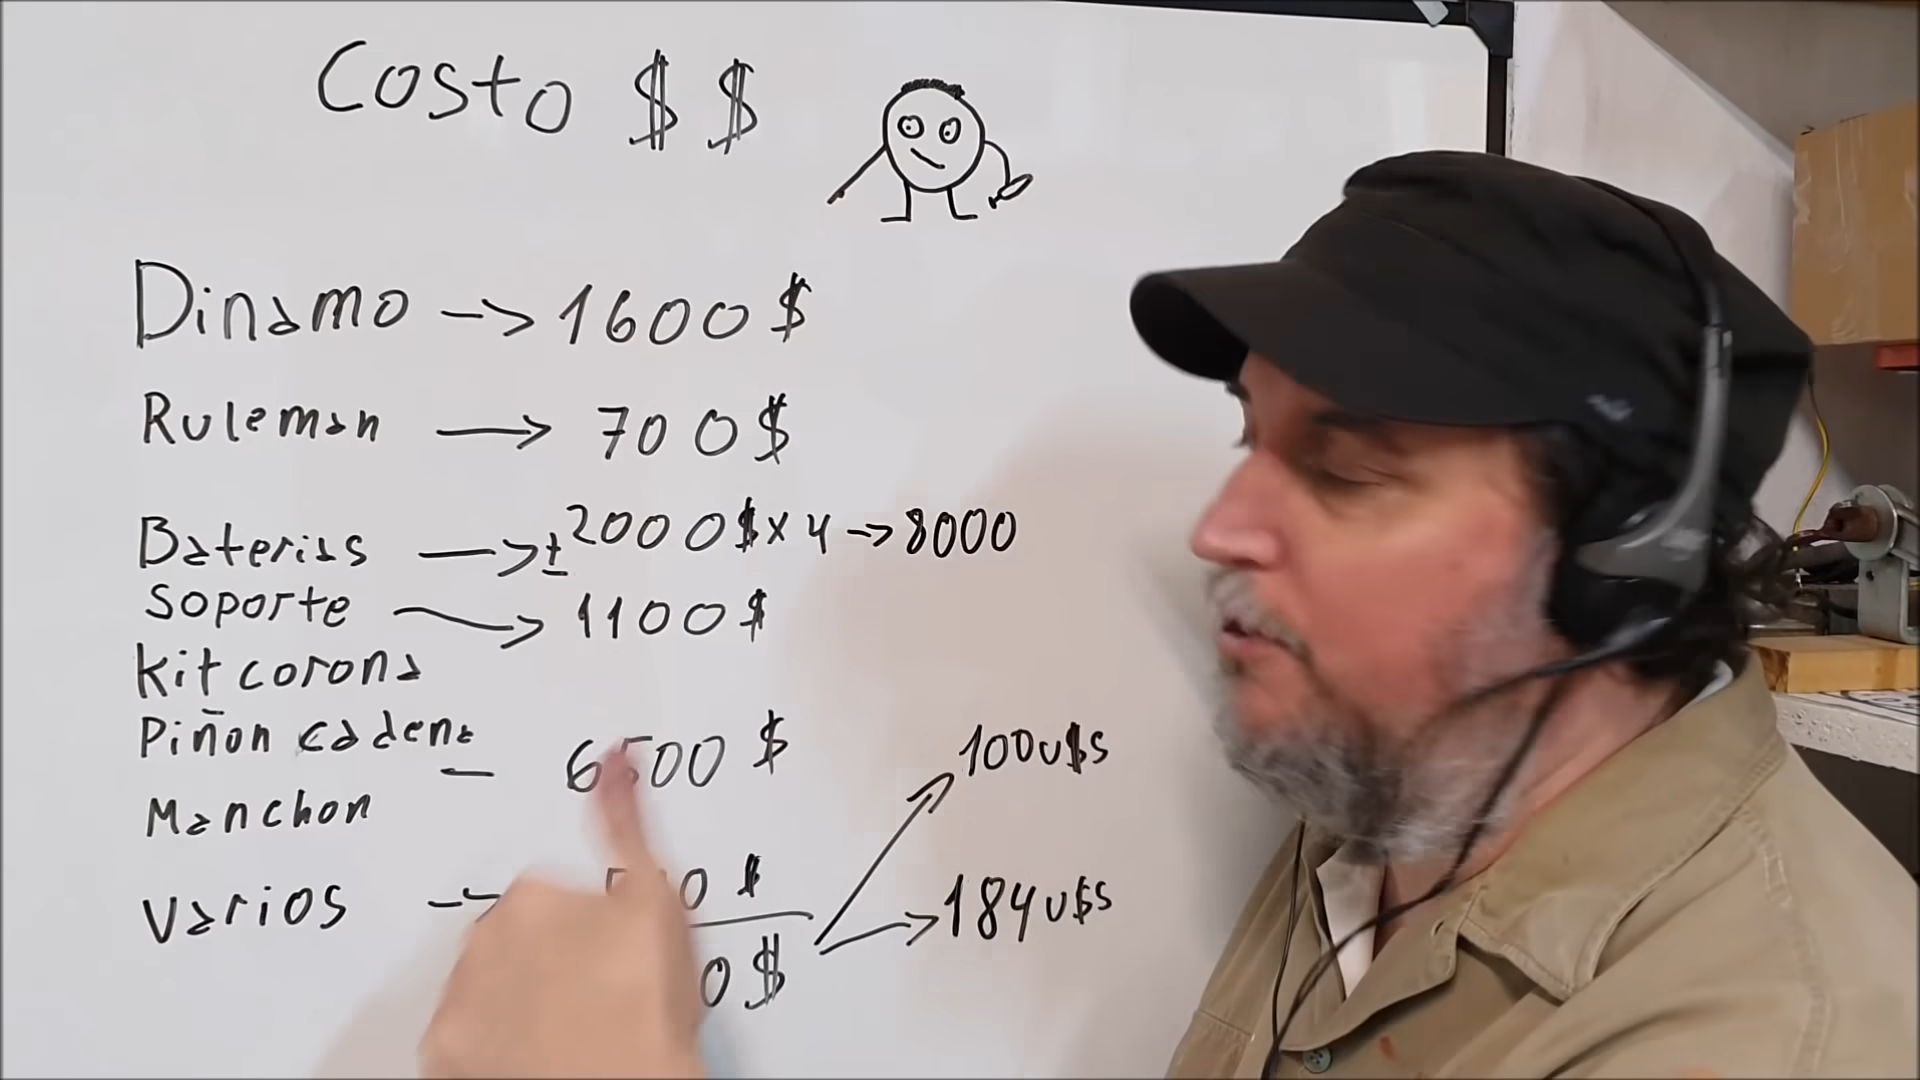 Costo $$
Dinamo -> 1600$
Ruleman -> 700$
Baterias -> ±2000$ x 4 -> 8000
Soporte -> 1100$
Kit corona
Piñon cadena - 6500 $
Manchon
100u$s
Varios -> $
184u$s
$